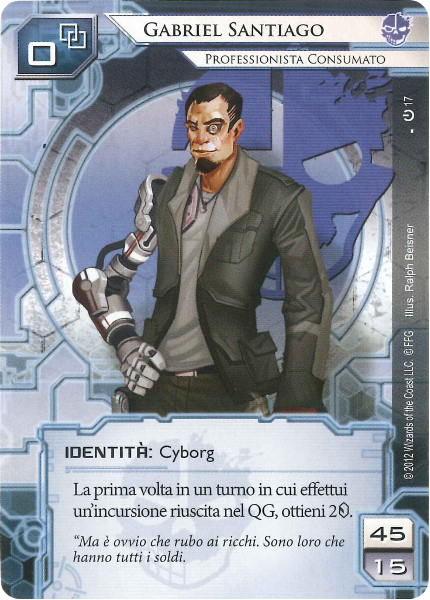 0
Gabriel Santiago
Professionista Consumato
17
© 2012 Wizards of the Coast LLC. © FFG Illus. Ralph Beisner
IDENTITÀ: Cyborg
La prima volta in un turno in cui effettui
un'incursione riuscita nel QG, ottieni 2
"Ma è ovvio che rubo ai ricchi. Sono loro che
hanno tutti i soldi.
45
15